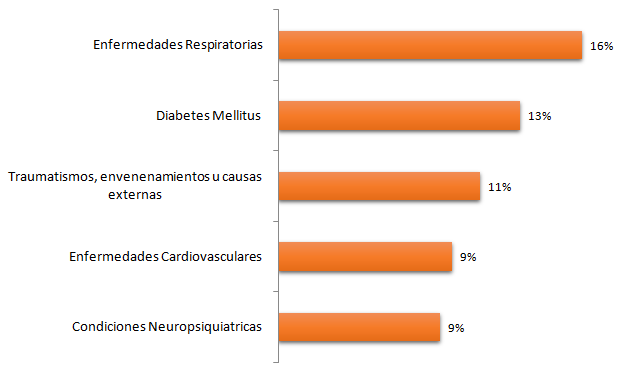 Enfermedades Respiratorias
16%
Diabetes Mellitus
13%
Traumatismos, envenenamientos u causas
externas
11%
Enfermedades Cardiovasculares
9%
Condiciones Neuropsiquiatricas
9%